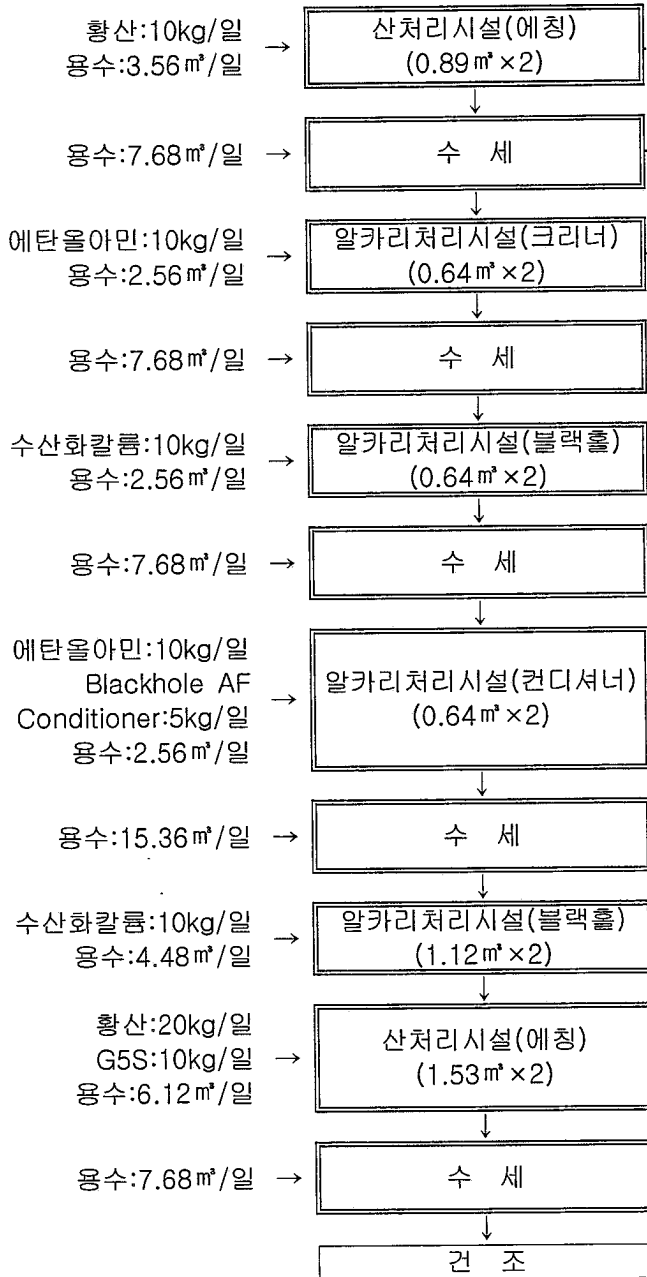 황산:10kg/일
용수:3.56㎥/일
→
산처리시설(에칭)
(0.89㎥×2)
↓
용수:7.68㎥/일
→
수 세
↓
에탄올아민:10kg/일
용수:2.56㎥/일
→
알카리처리시설(크리너)
(0.64㎥×2)
↓
용수:7.68㎥/일
→
수 세
↓
수산화칼륨:10kg/일
용수:2.56㎥/일
→
알카리처리시설(블랙홀)
(0.64㎥×2)
↓
용수:7.68㎥/일
→
수 세
↓
에탄올아민:10kg/일
Blackhole AF
Conditioner:5kg/일
용수:2.56㎥/일
→
알카리처리시설(컨디셔너)
(0.64㎥×2)
↓
용수:15.36㎥/일
→
수 세
↓
수산화칼륨:10kg/일
용수:4.48㎥/일
→
알카리처리시설(블랙홀)
(1.12㎥×2)
↓
황산:20kg/일
G5S:10kg/일
용수:6.12㎥/일
→
산처리시설(에칭)
(1.53㎥×2)
↓
용수:7.68㎥/일
→
수 세
↓
건 조